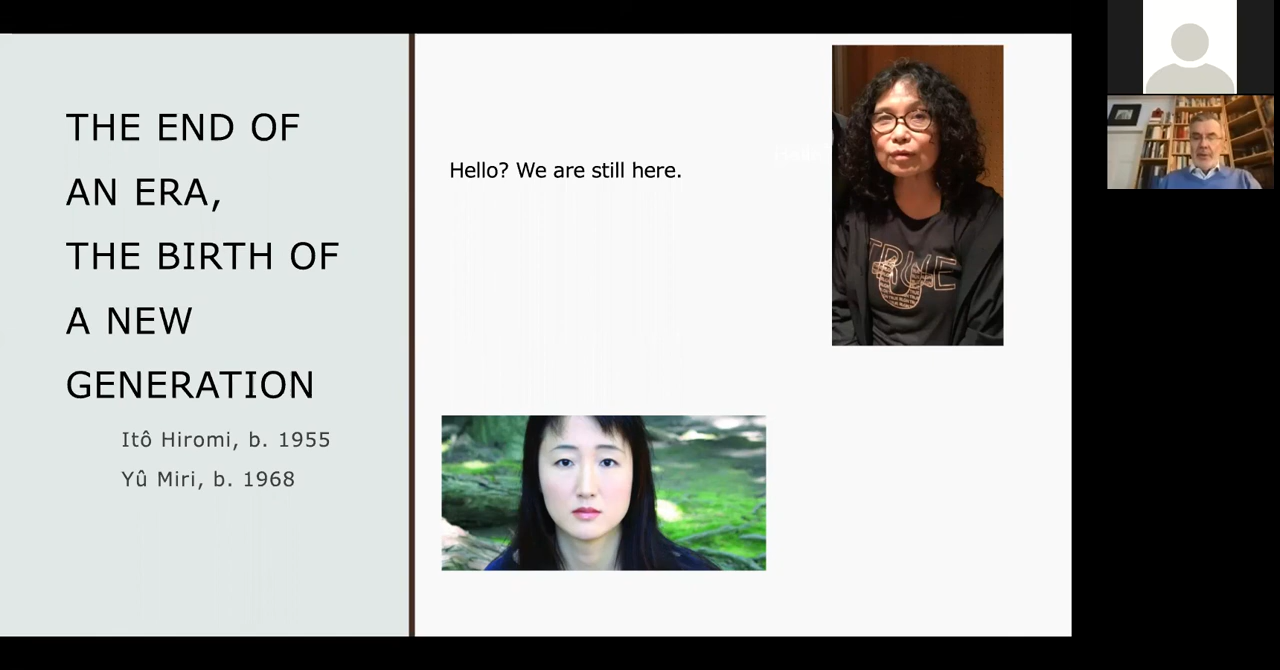 THE END OF
AN ERA,
THE BIRTH OF
A NEW
GENERATION
Itô Hiromi, b. 1955
Yû Miri, b. 1968
Hello? We are still here.
TRUE